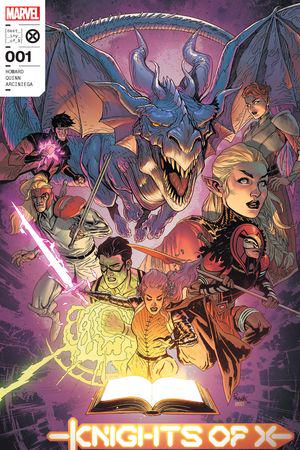 MARVEL
001
HOWARD
QUINN
ARCINIEGA
KNIGHTS OF X